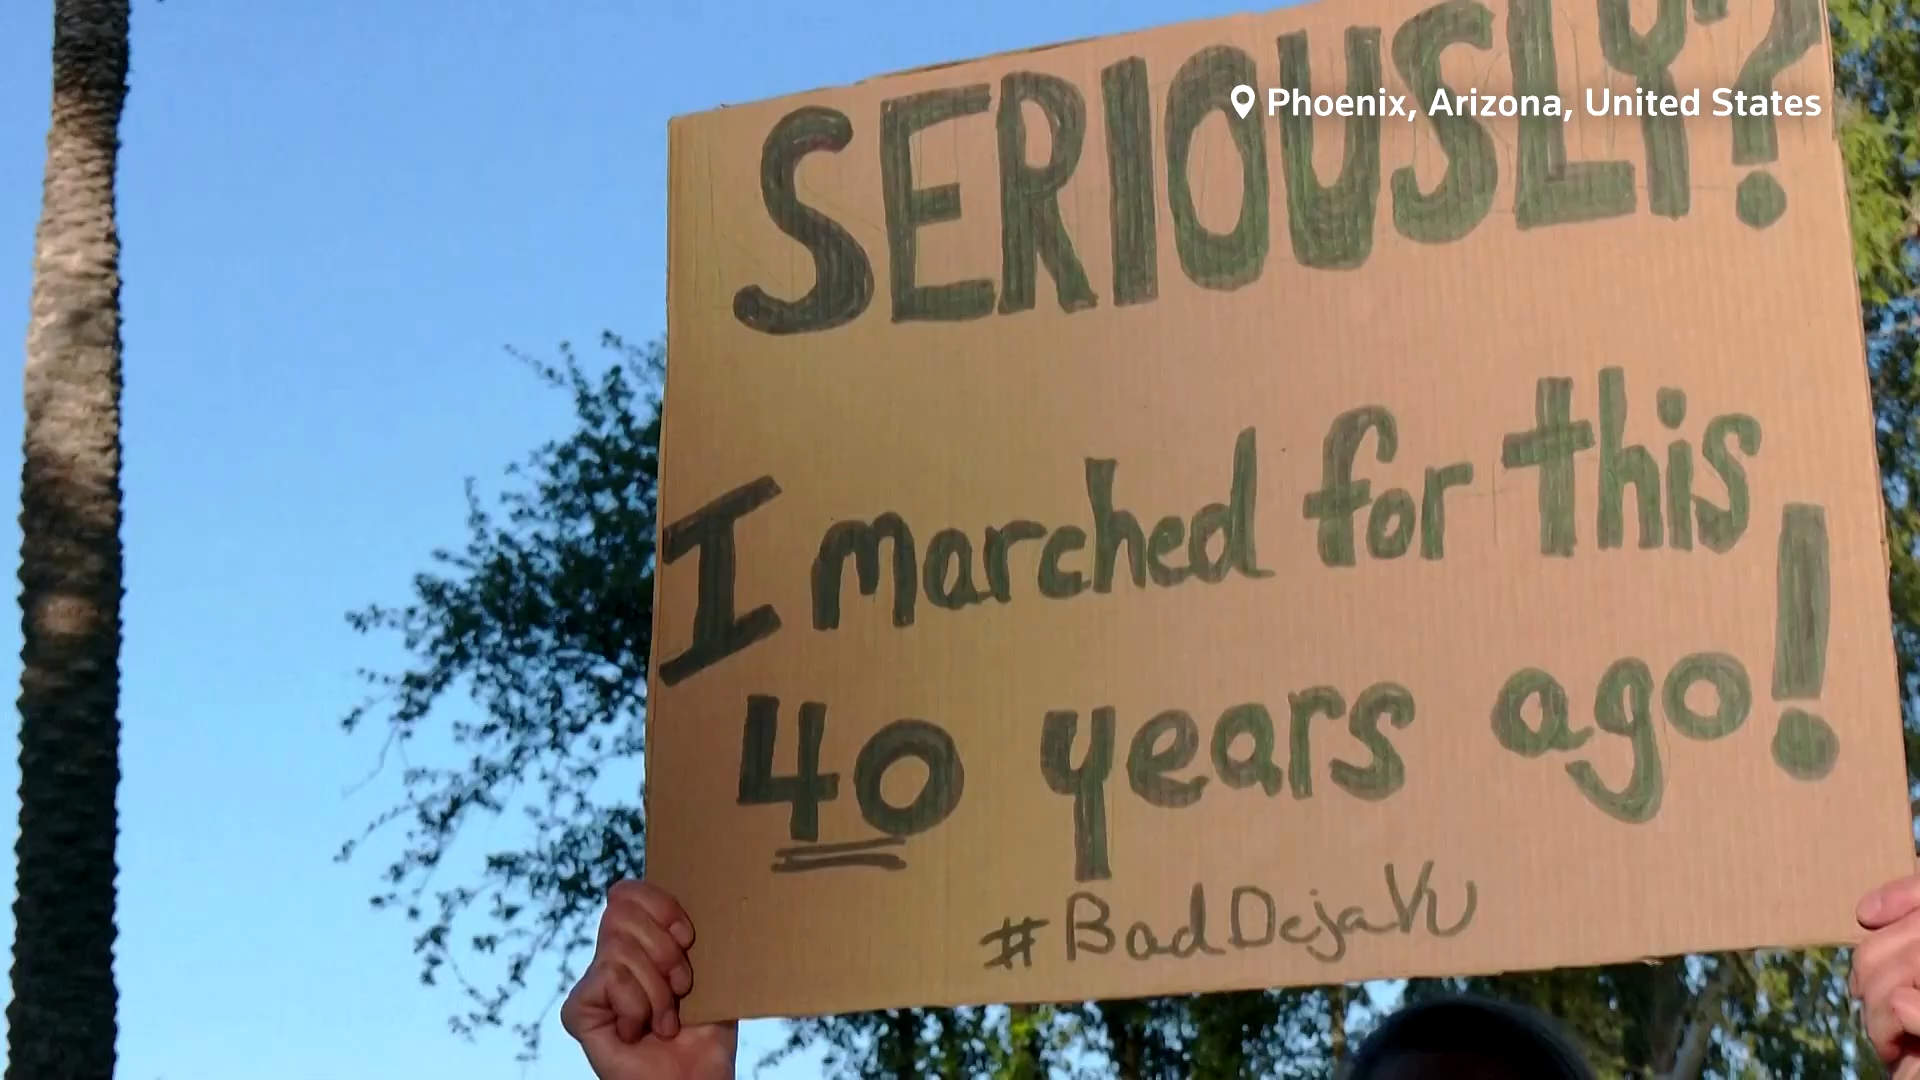 SERIOUSLY?
Phoenix, Arizona, United States
I marched for this
40 years ago!
#BadDejaVu